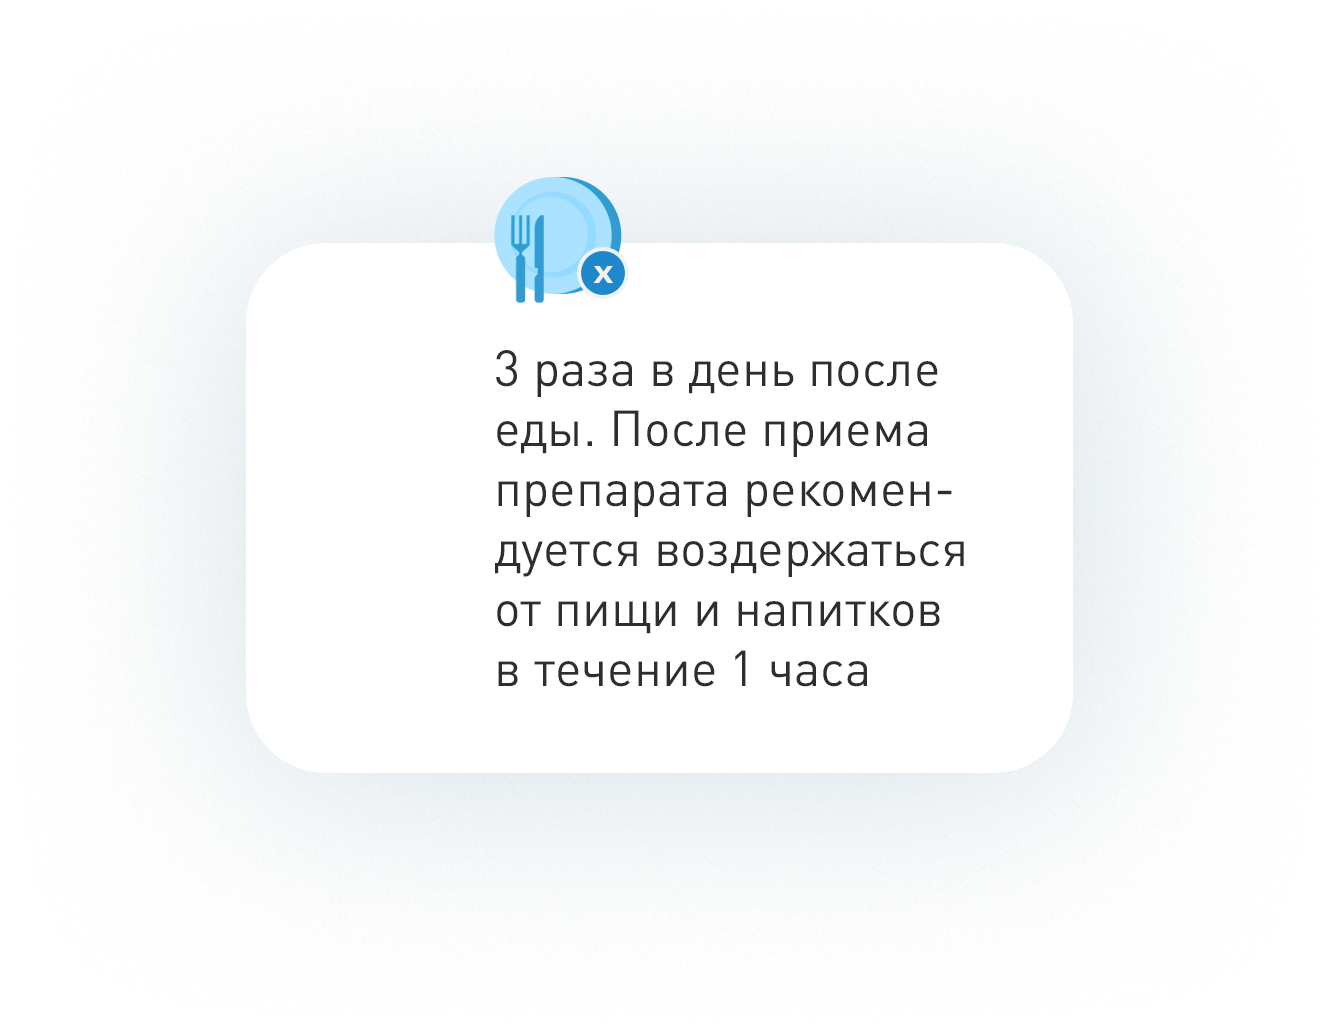 x
3 раза в день после
еды. После приема
препарата рекомен-
дуется воздержаться
от пищи и напитков
в течение 1 часа